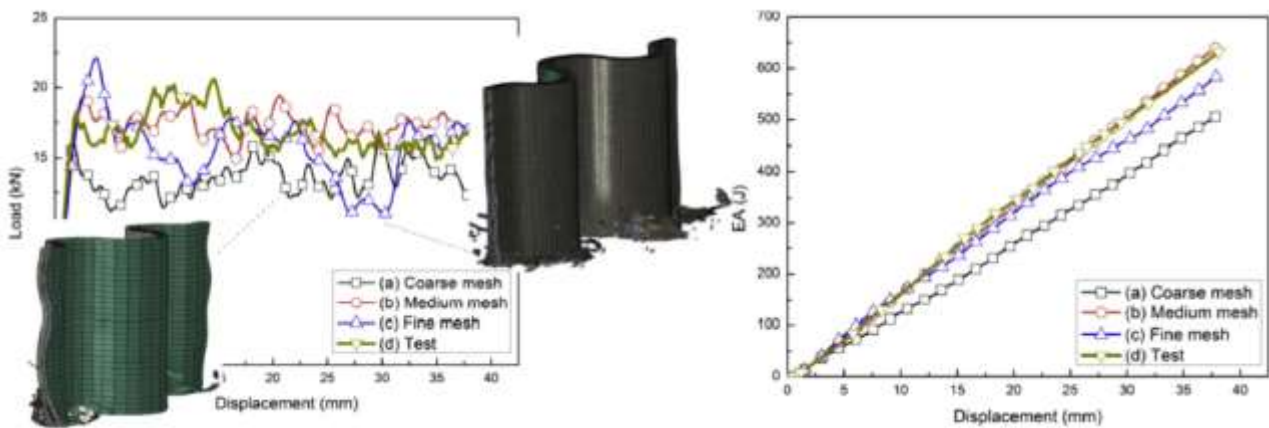 25
20
15
Load (kN)
(a) Coarse mesh
(b) Medium mesh
(c) Fine mesh
(d) Test
20 25 30 35 40
Displacement (mm)
700
600
500
400
300
200
100
0
EA (J)
(a) Coarse mesh
(b) Medium mesh
(c) Fine mesh
(d) Test
0 5 10 15 20 25 30 35 40
Displacement (mm)